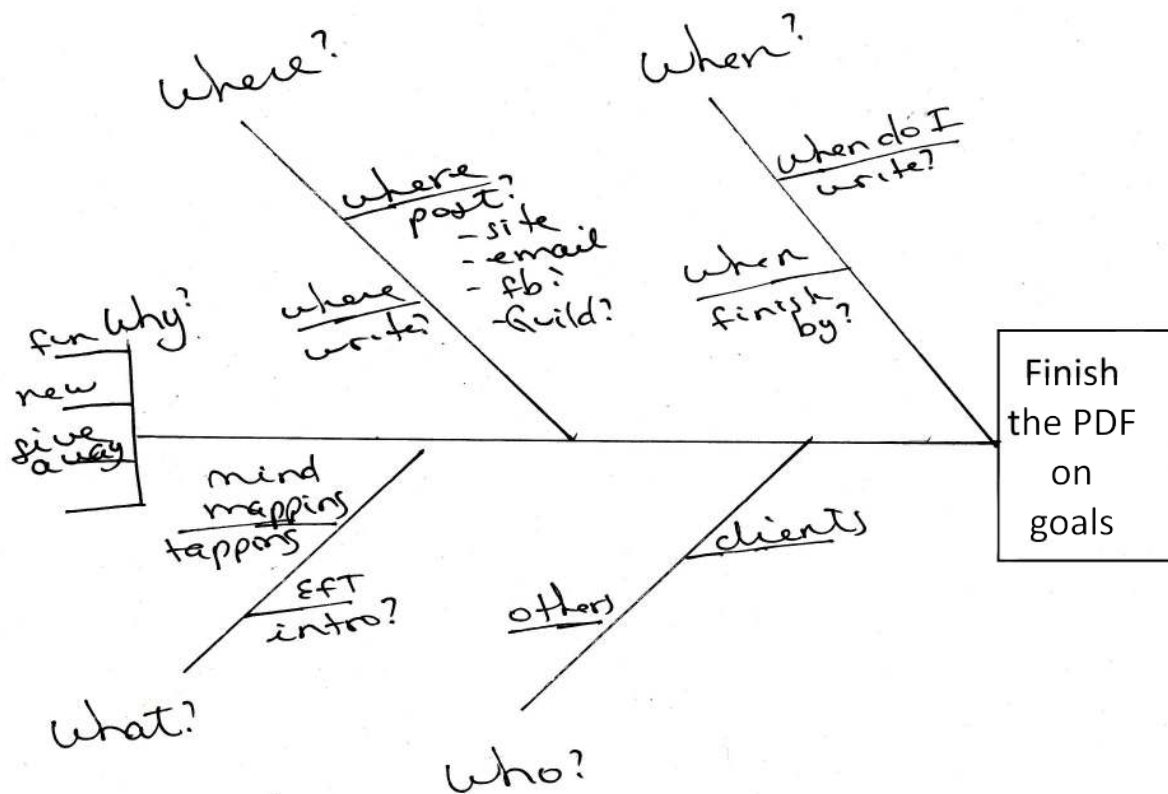 Where?
When?
where
post?
- site
- email
- fb?
- Guild?
where
write?
when do I
write?
when
finish
by?
Why?
fun
new
give
away
mind
mapping
tapping
EFT
intro?
What?
clients
others
Who?
Finish
the PDF
on
goals